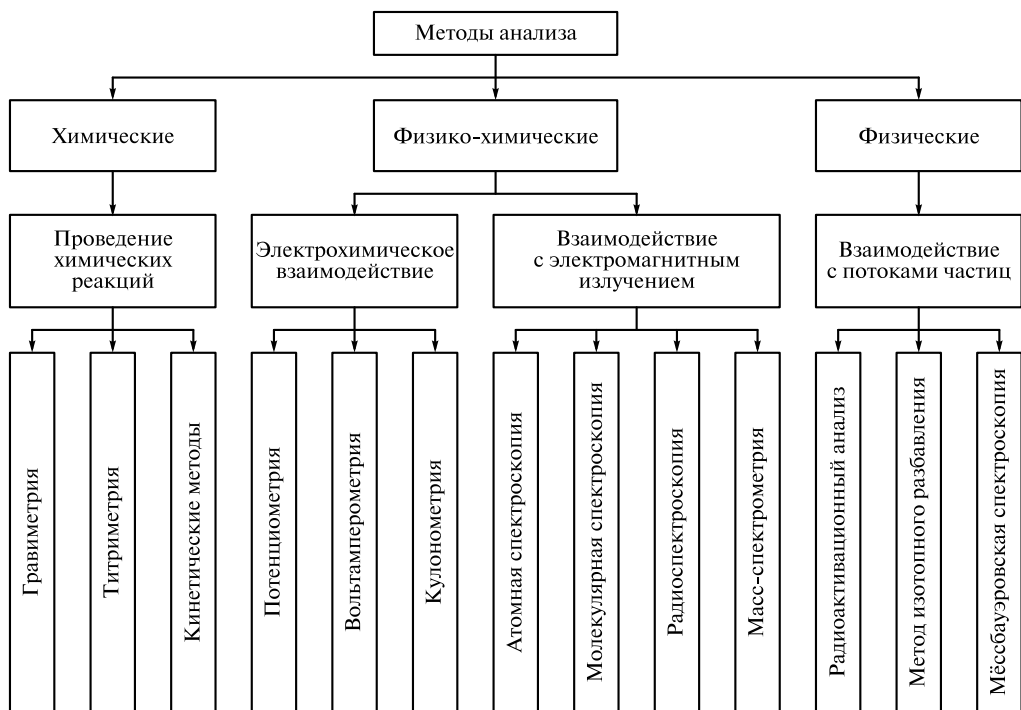 Методы анализа
Химические
Физико-химические
Физические
Проведение
химических
реакций
Электрохимическое
взаимодействие
Взаимодействие
с электромагнитным
излучением
Взаимодействие
с потоками частиц
Гравиметрия
Титриметрия
Кинетические методы
Потенциометрия
Вольтамперометрия
Кулонометрия
Атомная спектроскопия
Молекулярная спектроскопия
Радиоспектроскопия
Масс-спектрометрия
Радиоактивационный анализ
Метод изотопного разбавления
Мёссбауэровская спектроскопия